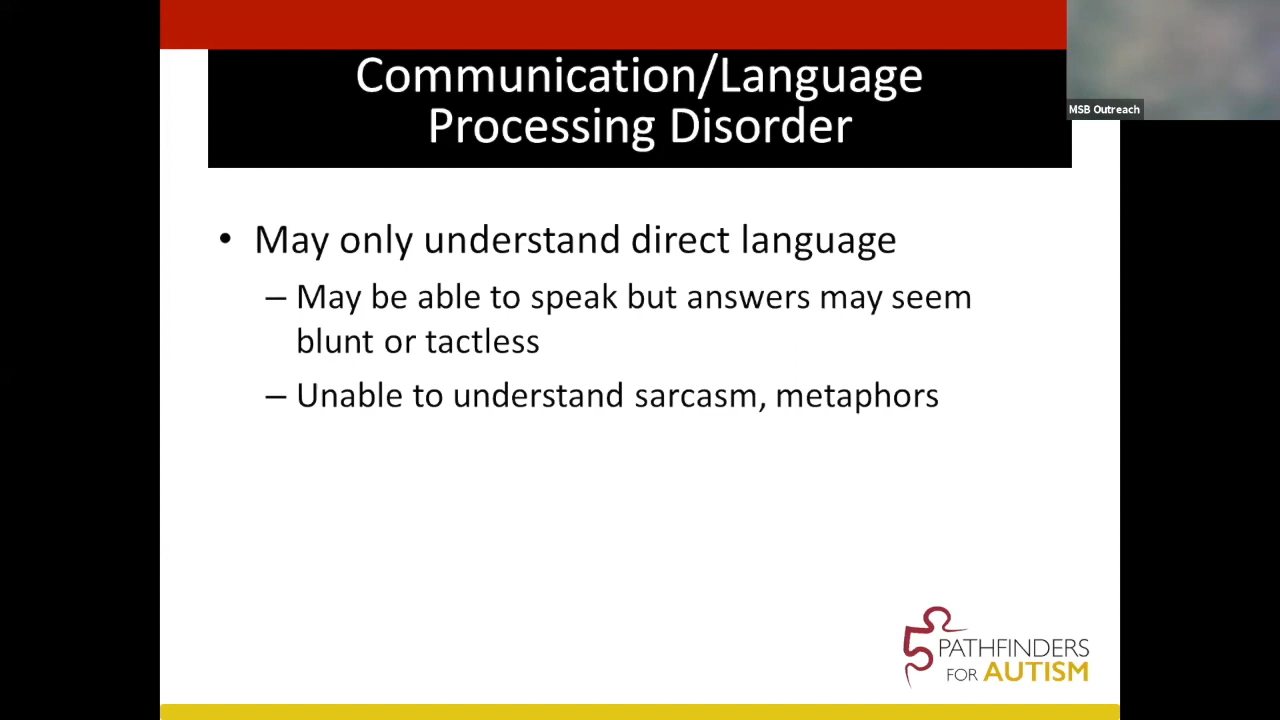 Communication/Language
Processing Disorder
MSB Outreach
• May only understand direct language
– May be able to speak but answers may seem
blunt or tactless
– Unable to understand sarcasm, metaphors
PATHFINDERS
FOR AUTISM